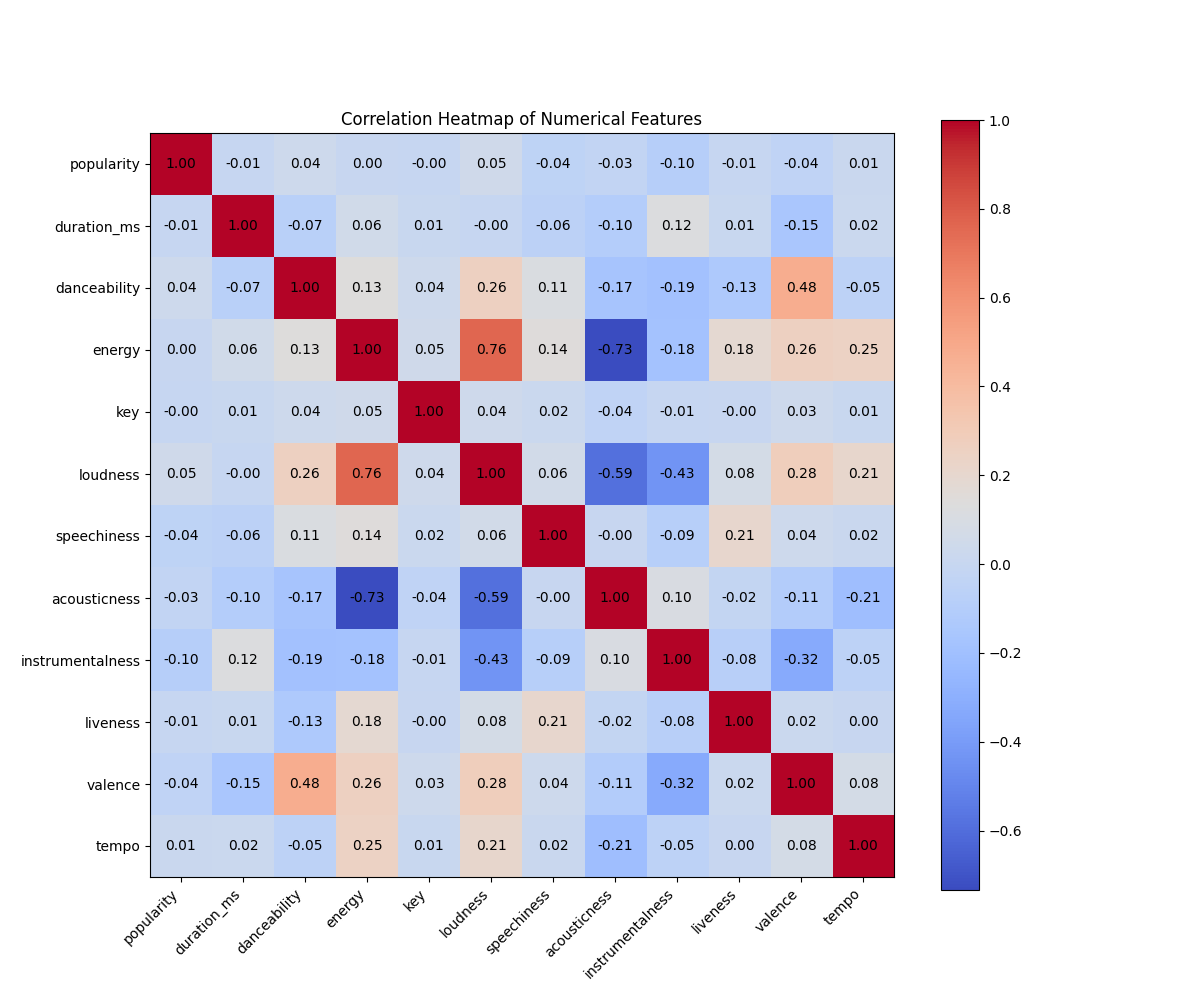 Correlation Heatmap of Numerical Features
popularity 1.00 -0.01 0.04 0.00 -0.00 0.05 -0.04 -0.03 -0.10 -0.01 -0.04 0.01
duration_ms -0.01 1.00 -0.07 0.06 0.01 -0.00 -0.06 -0.10 0.12 0.01 -0.15 0.02
danceability 0.04 -0.07 1.00 0.13 0.04 0.26 0.11 -0.17 -0.19 -0.13 0.48 -0.05
energy 0.00 0.06 0.13 1.00 0.05 0.76 0.14 -0.73 -0.18 0.18 0.26 0.25
key -0.00 0.01 0.04 0.05 1.00 0.04 0.02 -0.04 -0.01 -0.00 0.03 0.01
loudness 0.05 -0.00 0.26 0.76 0.04 1.00 0.06 -0.59 -0.43 0.08 0.28 0.21
speechiness -0.04 -0.06 0.11 0.14 0.02 0.06 1.00 -0.00 -0.09 0.21 0.04 0.02
acousticness -0.03 -0.10 -0.17 -0.73 -0.04 -0.59 -0.00 1.00 0.10 -0.02 -0.11 -0.21
instrumentalness -0.10 0.12 -0.19 -0.18 -0.01 -0.43 -0.09 0.10 1.00 -0.08 -0.32 -0.05
liveness -0.01 0.01 -0.13 0.18 -0.00 0.08 0.21 -0.02 -0.08 1.00 0.02 0.00
valence -0.04 -0.15 0.48 0.26 0.03 0.28 0.04 -0.11 -0.32 0.02 1.00 0.08
tempo 0.01 0.02 -0.05 0.25 0.01 0.21 0.02 -0.21 -0.05 0.00 0.08 1.00
popularity duration_ms danceability energy key loudness speechiness acousticness instrumentalness liveness valence tempo
1.0
0.8
0.6
0.4
0.2
0.0
−0.2
−0.4
−0.6